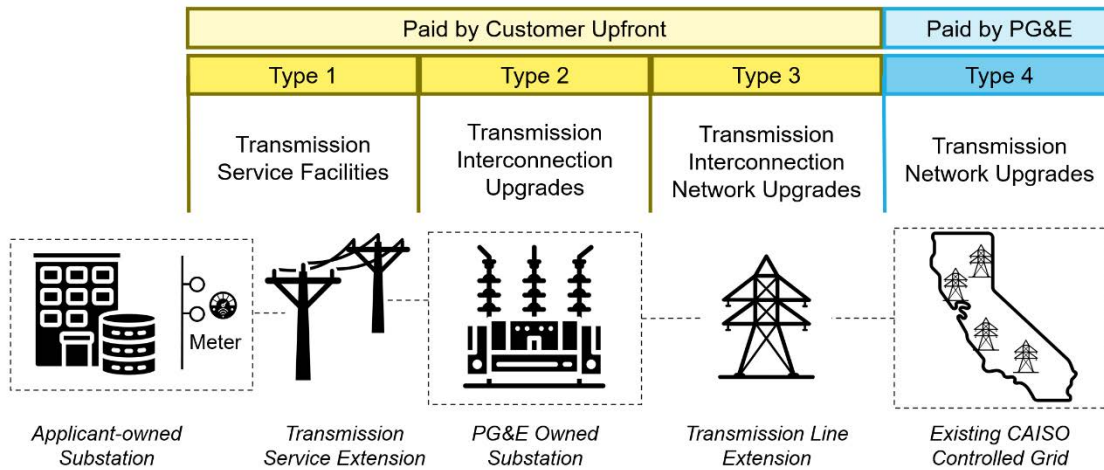 Paid by Customer Upfront
Paid by PG&E
Type 1
Type 2
Type 3
Type 4
Transmission
Service Facilities
Transmission
Interconnection
Upgrades
Transmission
Interconnection
Network Upgrades
Transmission
Network Upgrades
Meter
Applicant-owned
Substation
Transmission
Service Extension
PG&E Owned
Substation
Transmission Line
Extension
Existing CAISO
Controlled Grid